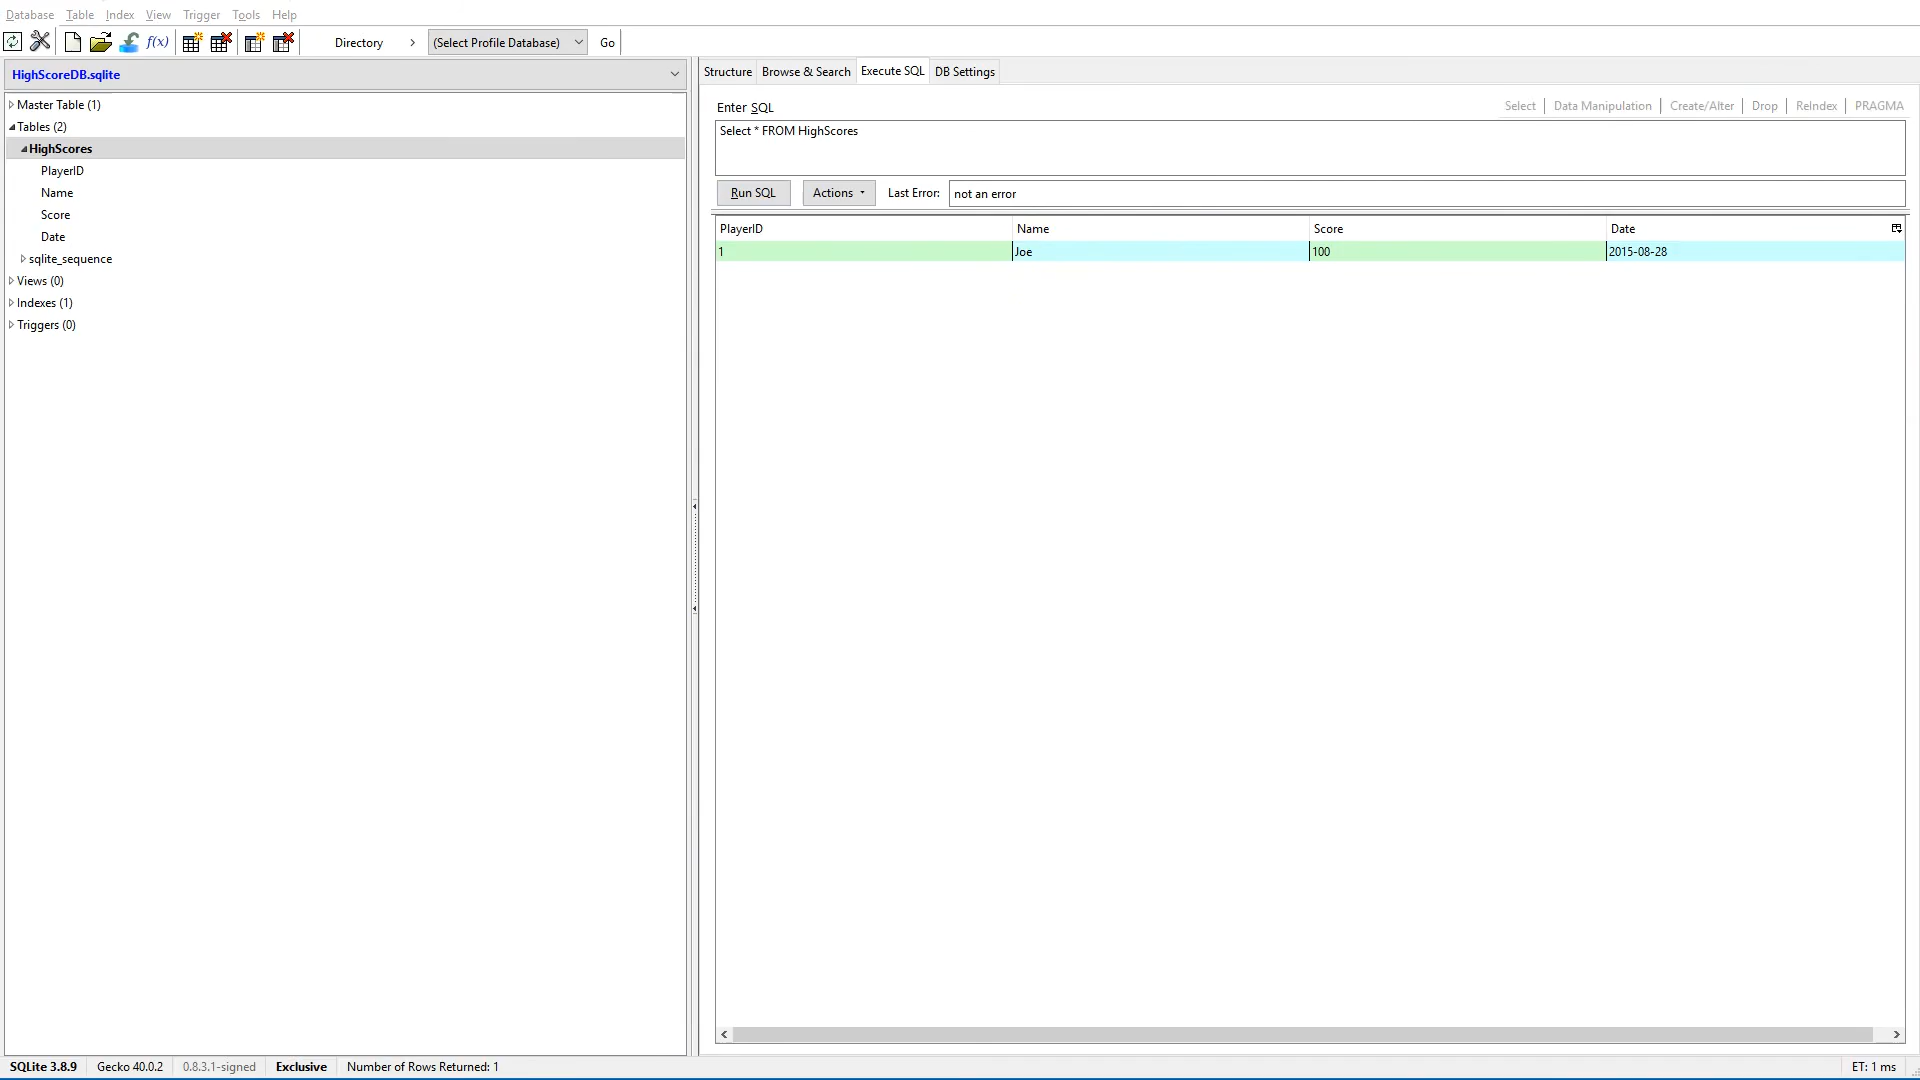 Database Table Index View Trigger Tools Help
f(x) Directory > (Select Profile Database) Go
HighScoreDB.sqlite
Master Table (1)
Tables (2)
HighScores
PlayerID
Name
Score
Date
sqlite_sequence
Views (0)
Indexes (1)
Triggers (0)
Structure Browse & Search Execute SQL DB Settings
Enter SQL Select Data Manipulation Create/Alter Drop ReIndex PRAGMA
Select * FROM HighScores
Run SQL Actions Last Error: not an error
PlayerID Name Score Date
1 Joe 100 2015-08-28
SQLite 3.8.9 Gecko 40.0.2 0.8.3.1-signed Exclusive Number of Rows Returned: 1 ET: 1 ms